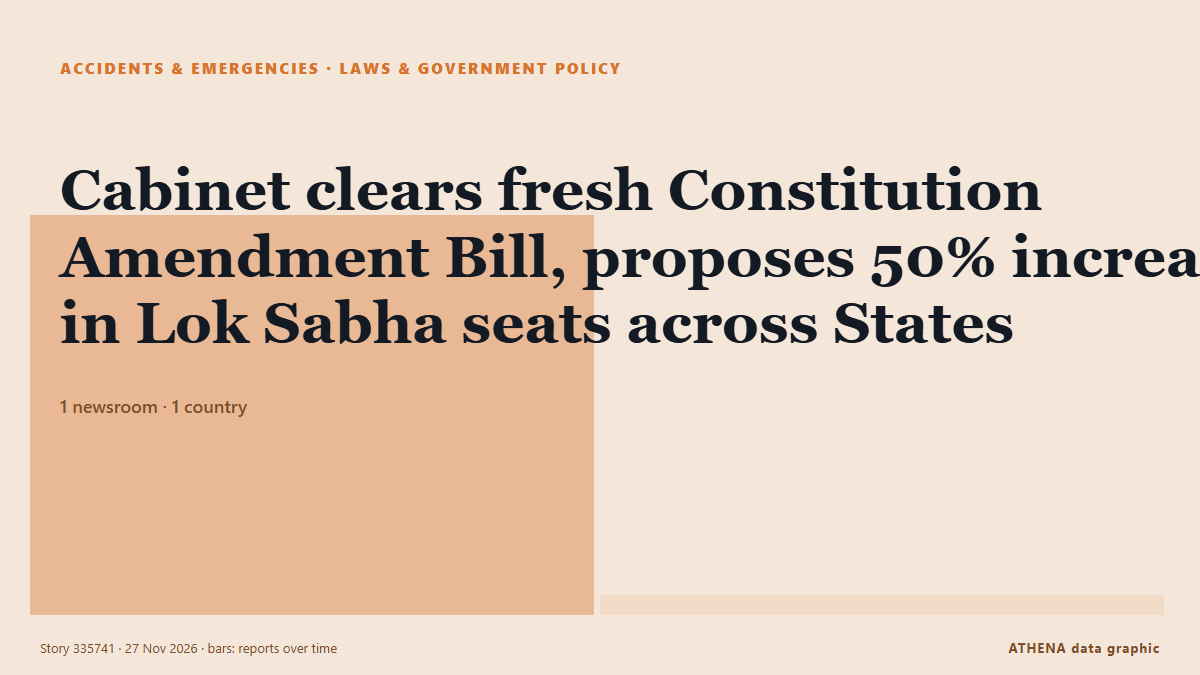 ACCIDENTS & EMERGENCIES · LAWS & GOVERNMENT POLICY
Cabinet clears fresh Constitution
Amendment Bill, proposes 50% increa
in Lok Sabha seats across States
1 newsroom · 1 country
Story 335741 · 27 Nov 2026 · bars: reports over time
ATHENA data graphic